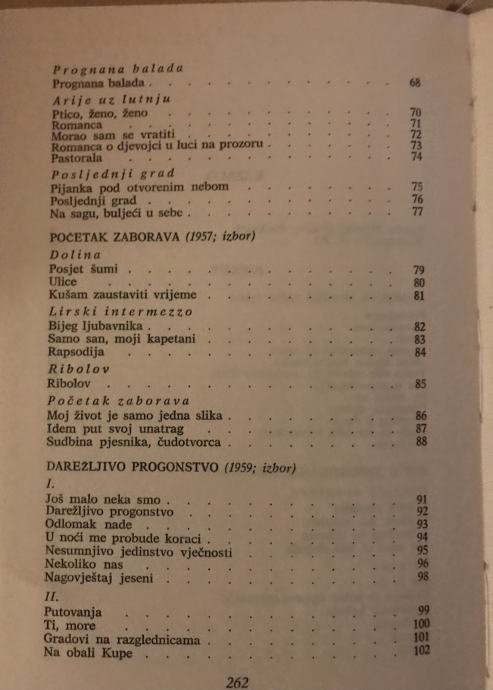 Prognana balada
Prognana balada . . . . . . . . . . . . 68
Arije uz lutnju
Ptico, ženo, ženo . . . . . . . . . . . . 70
Romanca . . . . . . . . . . . . 71
Morao sam se vratiti . . . . . . . . . . . 72
Romanca o djevojci u luci na prozoru . . . . . . 73
Pastorala . . . . . . . . . . . . 74
Posljednji grad
Pijanka pod otvorenim nebom . . . . . . . . 75
Posljednji grad . . . . . . . . . . . . 76
Na sagu, buljeći u sebe . . . . . . . . . . 77
POČETAK ZABORAVA (1957; izbor)
Dolina
Posjet šumi . . . . . . . . . . . . 79
Ulice . . . . . . . . . . . . 80
Kušam zaustaviti vrijeme . . . . . . . . . 81
Lirski intermezzo
Bijeg ljubavnika . . . . . . . . . . . . 82
Samo san, moji kapetani . . . . . . . . . 83
Rapsodija . . . . . . . . . . . . 84
Ribolov
Ribolov . . . . . . . . . . . . 85
Početak zaborava
Moj život je samo jedna slika . . . . . . . . 86
Idem put svoj unatrag . . . . . . . . . 87
Sudbina pjesnika, čudotvorca . . . . . . . . 88
DAREŽLJIVO PROGONSTVO (1959; izbor)
I.
Još malo neka smo . . . . . . . . . . . 91
Darežljivo progonstvo . . . . . . . . . . 92
Odlomak nade . . . . . . . . . . . . 93
U noći me probude koraci . . . . . . . . . 94
Nesumnjivo jedinstvo vječnosti . . . . . . . 95
Nekoliko nas . . . . . . . . . . . . 96
Nagovještaj jeseni . . . . . . . . . . . 98
II.
Putovanja . . . . . . . . . . . . 99
Ti, more . . . . . . . . . . . . 100
Gradovi na razglednicama . . . . . . . . . 101
Na obali Kupe . . . . . . . . . . . . 102
262